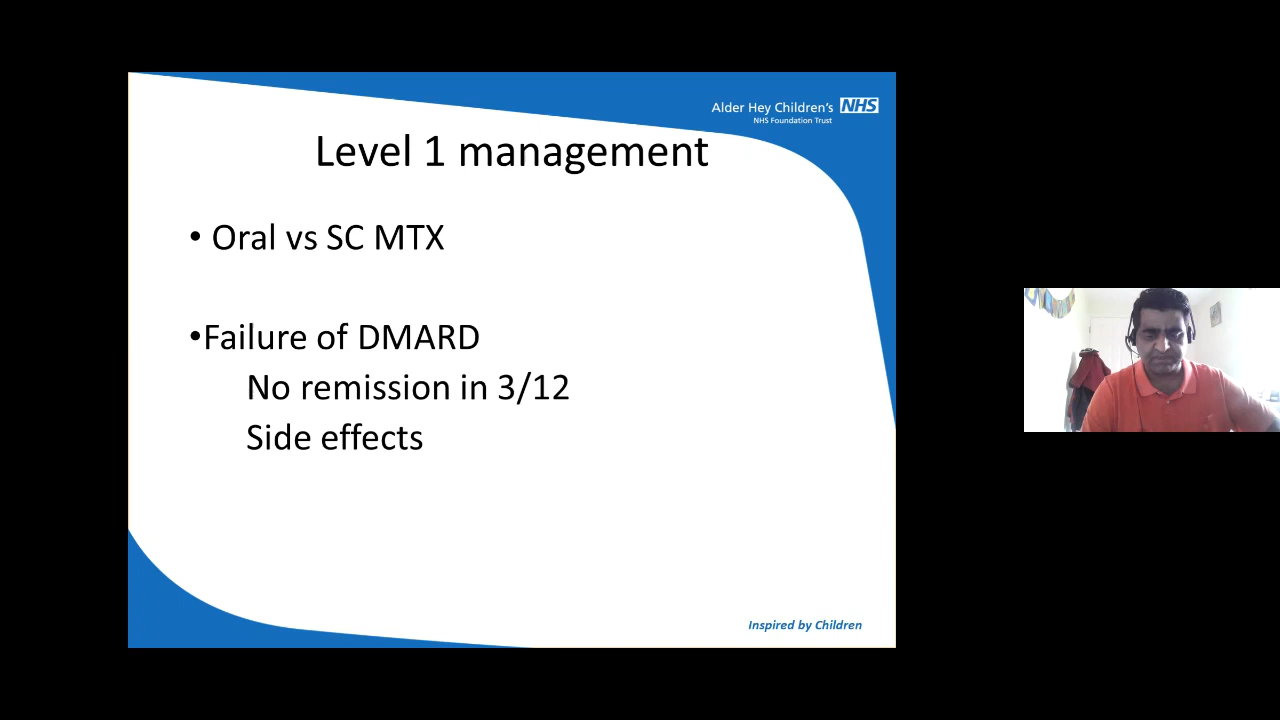 Alder Hey Children's NHS
NHS Foundation Trust
Level 1 management
• Oral vs SC MTX
•Failure of DMARD
No remission in 3/12
Side effects
Inspired by Children